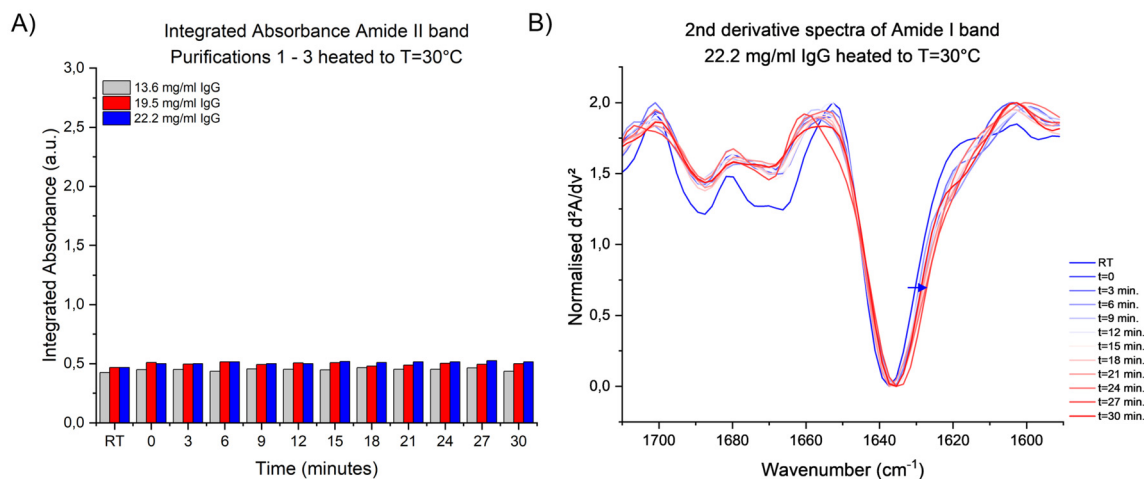 A)
Integrated Absorbance Amide II band
Purifications 1 - 3 heated to T=30°C
Integrated Absorbance (a.u.)
3,0
2,5
2,0
1,5
1,0
0,5
0,0
13.6 mg/ml IgG
19.5 mg/ml IgG
22.2 mg/ml IgG
RT 0 3 6 9 12 15 18 21 24 27 30
Time (minutes)
B)
2nd derivative spectra of Amide I band
22.2 mg/ml IgG heated to T=30°C
Normalised d²A/dv²
2,0
1,5
1,0
0,5
0,0
1700 1680 1660 1640 1620 1600
Wavenumber (cm⁻¹)
RT
t=0
t=3 min.
t=6 min.
t=9 min.
t=12 min.
t=15 min.
t=18 min.
t=21 min.
t=24 min.
t=27 min.
t=30 min.